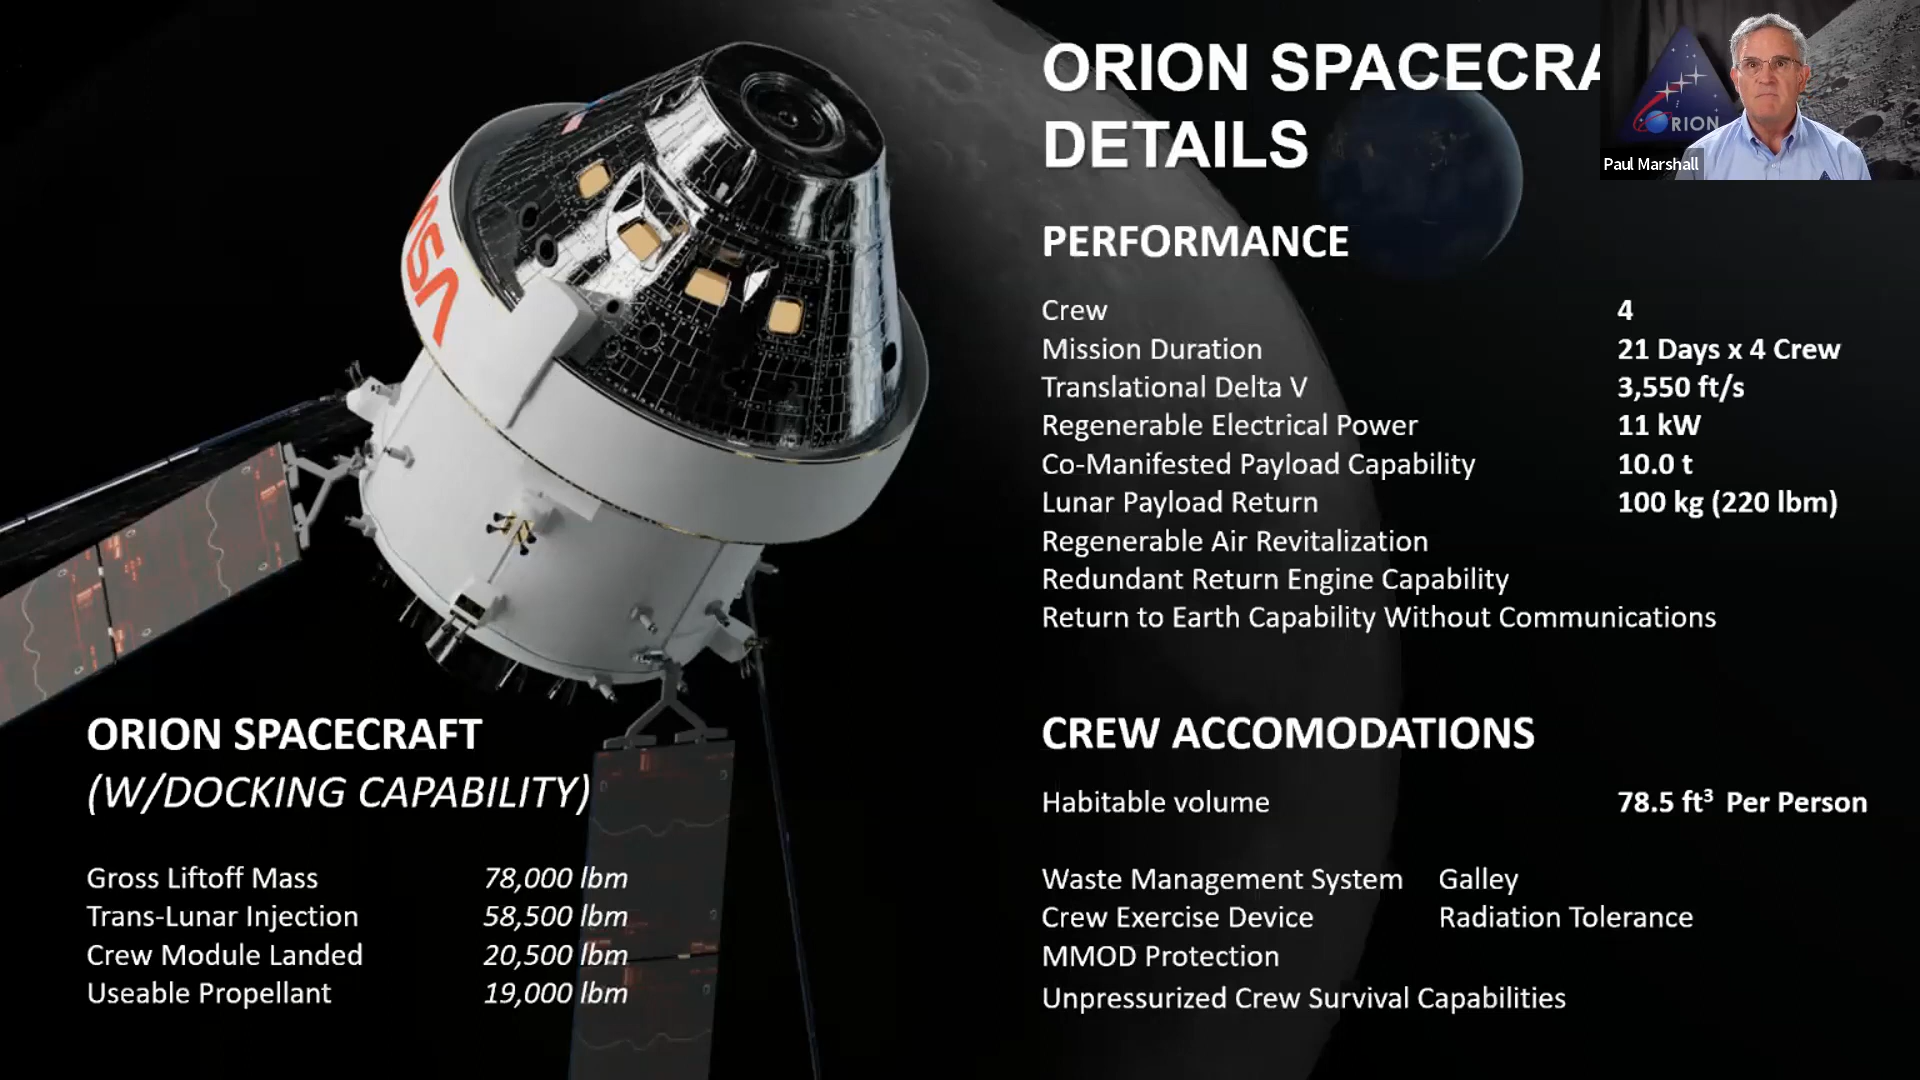 ORION SPACECRA
DETAILS
ORION
Paul Marshall
NASA
PERFORMANCE
Crew 4
Mission Duration 21 Days x 4 Crew
Translational Delta V 3,550 ft/s
Regenerable Electrical Power 11 kW
Co-Manifested Payload Capability 10.0 t
Lunar Payload Return 100 kg (220 lbm)
Regenerable Air Revitalization
Redundant Return Engine Capability
Return to Earth Capability Without Communications
ORION SPACECRAFT
(W/DOCKING CAPABILITY)
Gross Liftoff Mass 78,000 lbm
Trans-Lunar Injection 58,500 lbm
Crew Module Landed 20,500 lbm
Useable Propellant 19,000 lbm
CREW ACCOMODATIONS
Habitable volume 78.5 ft³ Per Person
Waste Management System Galley
Crew Exercise Device Radiation Tolerance
MMOD Protection
Unpressurized Crew Survival Capabilities